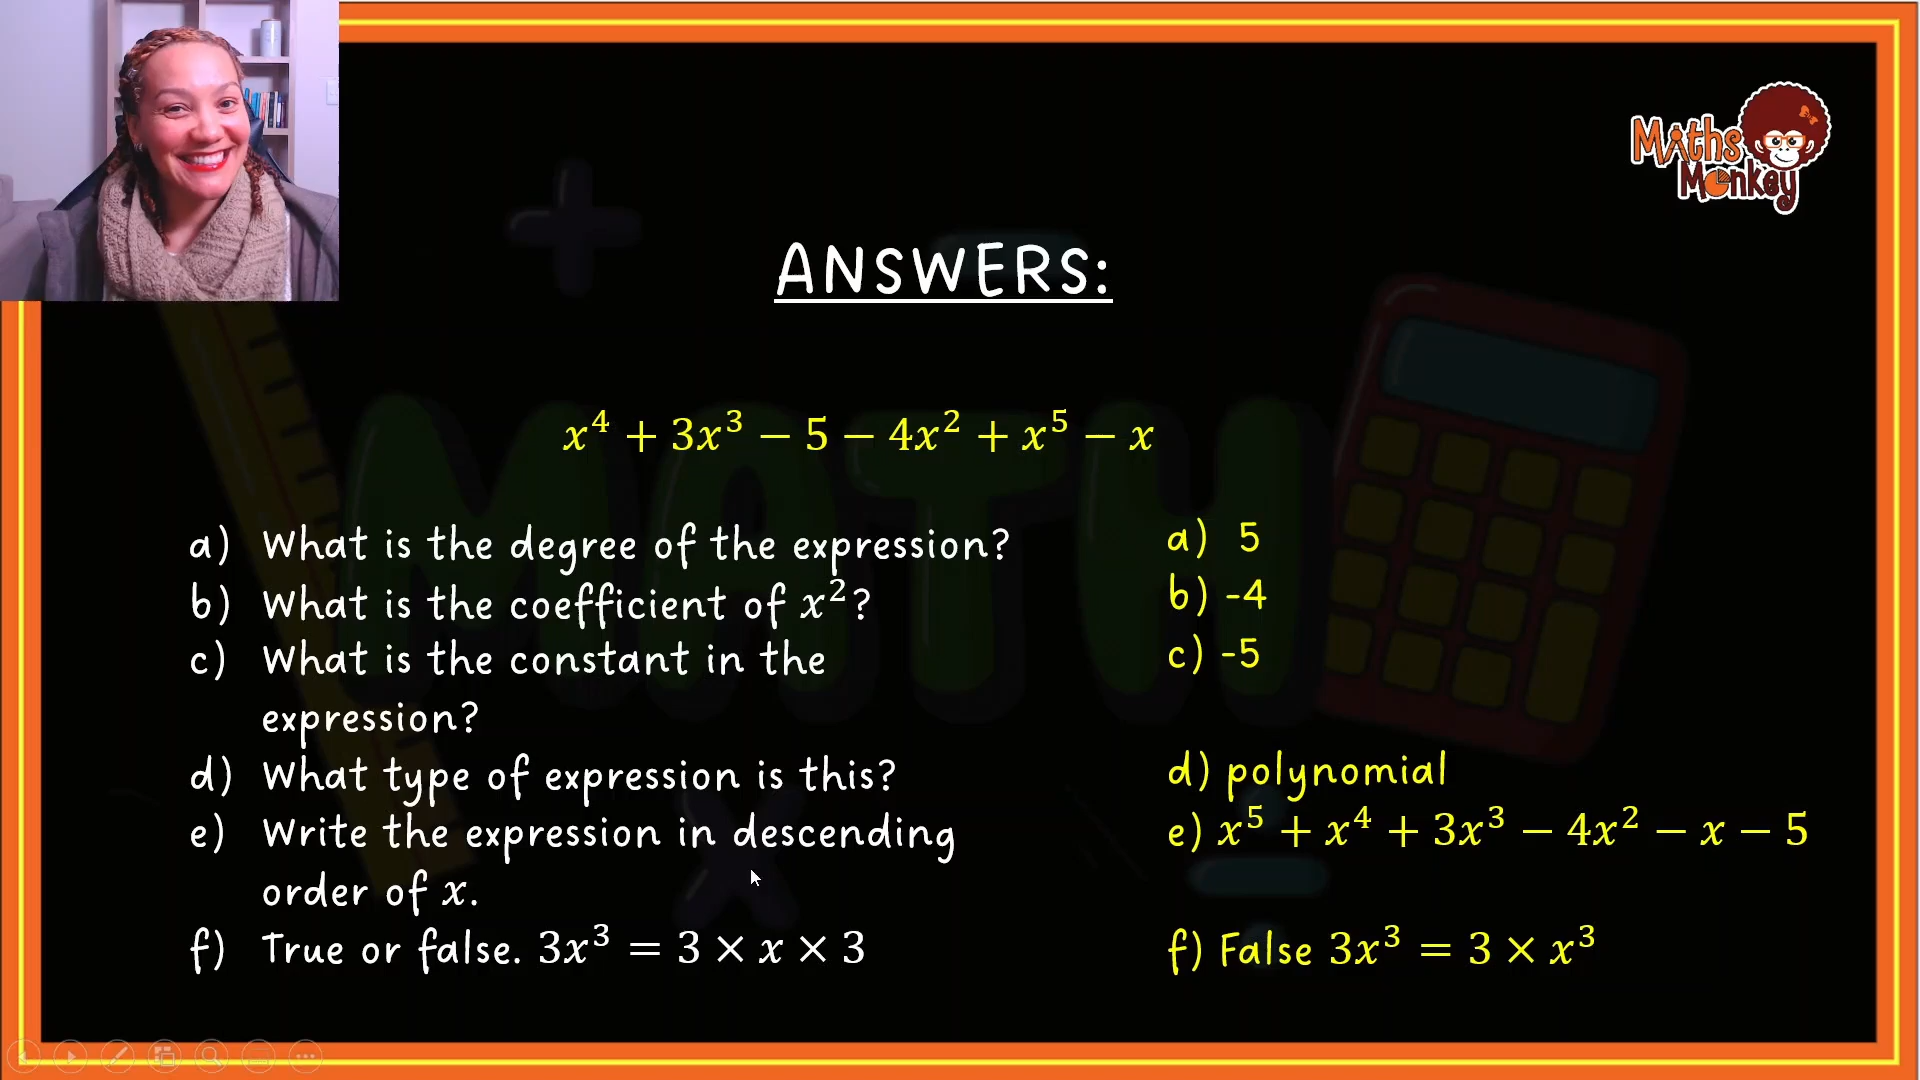 Maths
Monkey
ANSWERS:
x⁴ + 3x³ − 5 − 4x² + x⁵ − x
a) What is the degree of the expression?
b) What is the coefficient of x²?
c) What is the constant in the
expression?
d) What type of expression is this?
e) Write the expression in descending
order of x.
f) True or false. 3x³ = 3 × x × 3
a) 5
b) -4
c) -5
d) polynomial
e) x⁵ + x⁴ + 3x³ − 4x² − x − 5
f) False 3x³ = 3 × x³
MATH